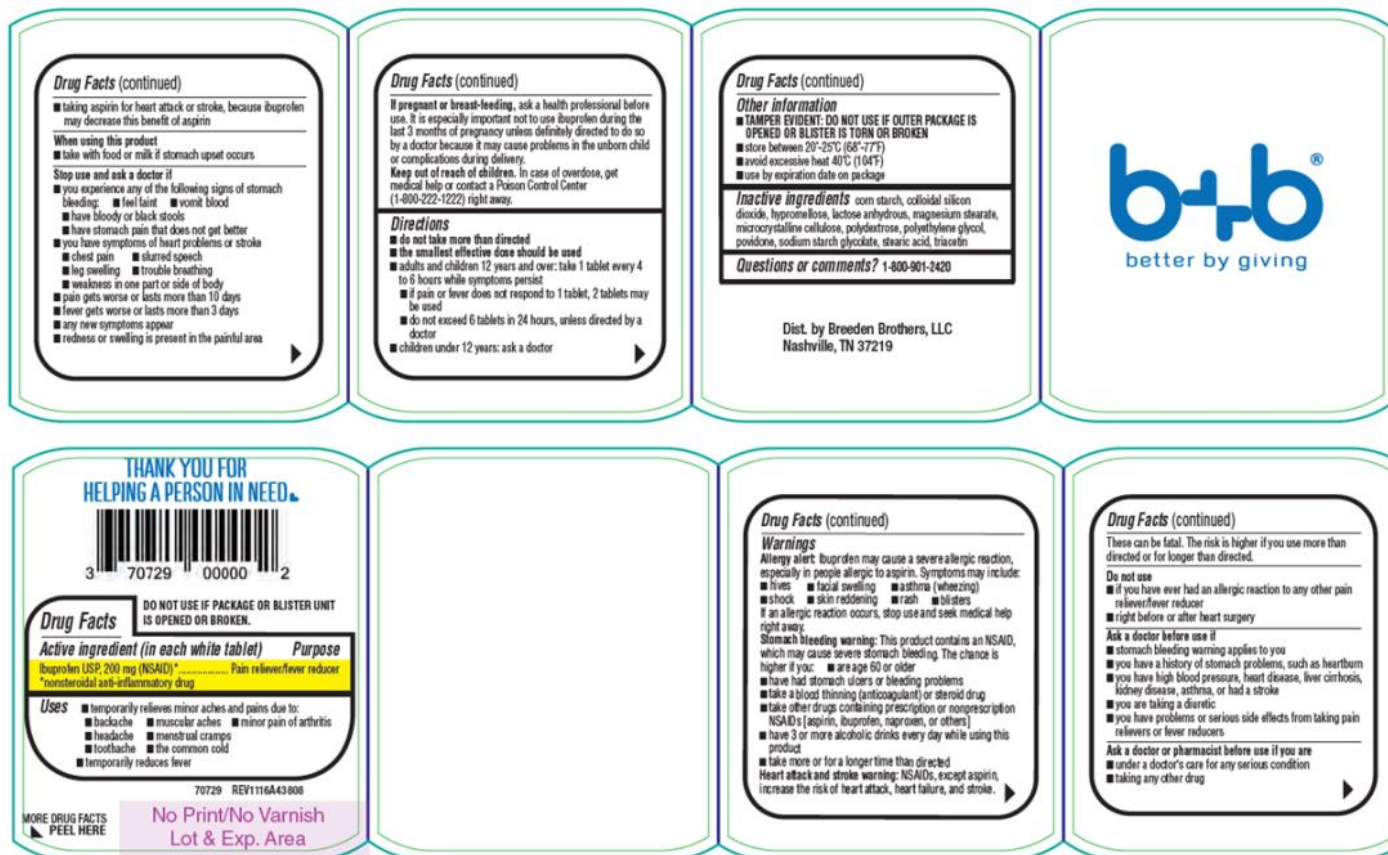 Drug Facts (continued)
■ taking aspirin for heart attack or stroke, because ibuprofen
may decrease this benefit of aspirin
When using this product
■ take with food or milk if stomach upset occurs
Stop use and ask a doctor if
■ you experience any of the following signs of stomach
bleeding: ■ feel faint ■ vomit blood
■ have bloody or black stools
■ have stomach pain that does not get better
■ you have symptoms of heart problems or stroke
■ chest pain ■ slurred speech
■ leg swelling ■ trouble breathing
■ weakness in one part or side of body
■ pain gets worse or lasts more than 10 days
■ fever gets worse or lasts more than 3 days
■ any new symptoms appear
■ redness or swelling is present in the painful area
Drug Facts (continued)
If pregnant or breast-feeding, ask a health professional before
use. It is especially important not to use ibuprofen during the
last 3 months of pregnancy unless definitely directed to do so
by a doctor because it may cause problems in the unborn child
or complications during delivery.
Keep out of reach of children. In case of overdose, get
medical help or contact a Poison Control Center
(1-800-222-1222) right away.
Directions
■ do not take more than directed
■ the smallest effective dose should be used
■ adults and children 12 years and over: take 1 tablet every 4
to 6 hours while symptoms persist
■ if pain or fever does not respond to 1 tablet, 2 tablets may
be used
■ do not exceed 6 tablets in 24 hours, unless directed by a
doctor
■ children under 12 years: ask a doctor
Drug Facts (continued)
Other information
■ TAMPER EVIDENT: DO NOT USE IF OUTER PACKAGE IS
OPENED OR BLISTER IS TORN OR BROKEN
■ store between 20°-25°C (68°-77°F)
■ avoid excessive heat 40°C (104°F)
■ use by expiration date on package
Inactive ingredients corn starch, colloidal silicon
dioxide, hypromellose, lactose anhydrous, magnesium stearate,
microcrystalline cellulose, polydextrose, polyethylene glycol,
povidone, sodium starch glycolate, stearic acid, triacetin
Questions or comments? 1-800-901-2420
Dist. by Breeden Brothers, LLC
Nashville, TN 37219
b+b®
better by giving
THANK YOU FOR
HELPING A PERSON IN NEED
3 70729 00000 2
DO NOT USE IF PACKAGE OR BLISTER UNIT
IS OPENED OR BROKEN.
Drug Facts
Active ingredient (in each white tablet) Purpose
Ibuprofen USP, 200 mg (NSAID)*.................. Pain reliever/fever reducer
*nonsteroidal anti-inflammatory drug
Uses ■ temporarily relieves minor aches and pains due to:
■ backache ■ muscular aches ■ minor pain of arthritis
■ headache ■ menstrual cramps
■ toothache ■ the common cold
■ temporarily reduces fever
70729 REV1116A43808
MORE DRUG FACTS
PEEL HERE
No Print/No Varnish
Lot & Exp. Area
Drug Facts (continued)
Warnings
Allergy alert: Ibuprofen may cause a severe allergic reaction,
especially in people allergic to aspirin. Symptoms may include:
■ hives ■ facial swelling ■ asthma (wheezing)
■ shock ■ skin reddening ■ rash ■ blisters
If an allergic reaction occurs, stop use and seek medical help
right away.
Stomach bleeding warning: This product contains an NSAID,
which may cause severe stomach bleeding. The chance is
higher if you: ■ are age 60 or older
■ have had stomach ulcers or bleeding problems
■ take a blood thinning (anticoagulant) or steroid drug
■ take other drugs containing prescription or nonprescription
NSAIDs [aspirin, ibuprofen, naproxen, or others]
■ have 3 or more alcoholic drinks every day while using this
product
■ take more or for a longer time than directed
Heart attack and stroke warning: NSAIDs, except aspirin,
increase the risk of heart attack, heart failure, and stroke.
Drug Facts (continued)
These can be fatal. The risk is higher if you use more than
directed or for longer than directed.
Do not use
■ if you have ever had an allergic reaction to any other pain
reliever/fever reducer
■ right before or after heart surgery
Ask a doctor before use if
■ stomach bleeding warning applies to you
■ you have a history of stomach problems, such as heartburn
■ you have high blood pressure, heart disease, liver cirrhosis,
kidney disease, asthma, or had a stroke
■ you are taking a diuretic
■ you have problems or serious side effects from taking pain
relievers or fever reducers
Ask a doctor or pharmacist before use if you are
■ under a doctor's care for any serious condition
■ taking any other drug